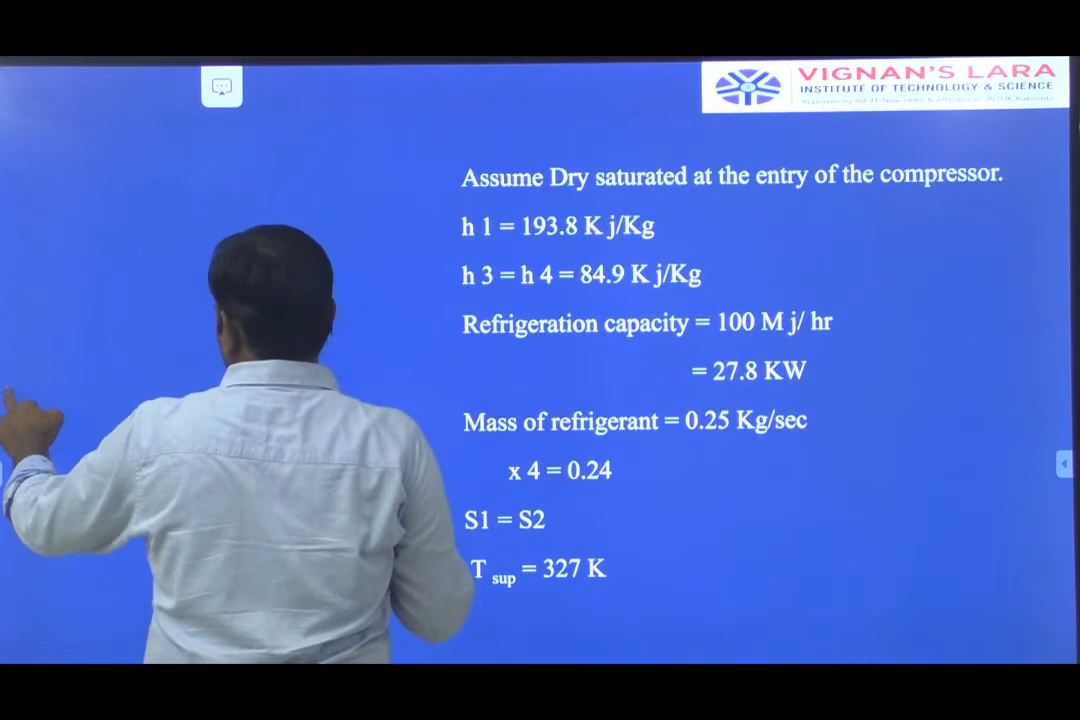 VIGNAN'S LARA
INSTITUTE OF TECHNOLOGY & SCIENCE
Assume Dry saturated at the entry of the compressor.
h 1 = 193.8 K j/Kg
h 3 = h 4 = 84.9 K j/Kg
Refrigeration capacity = 100 M j/ hr
= 27.8 KW
Mass of refrigerant = 0.25 Kg/sec
x 4 = 0.24
S1 = S2
T sup = 327 K